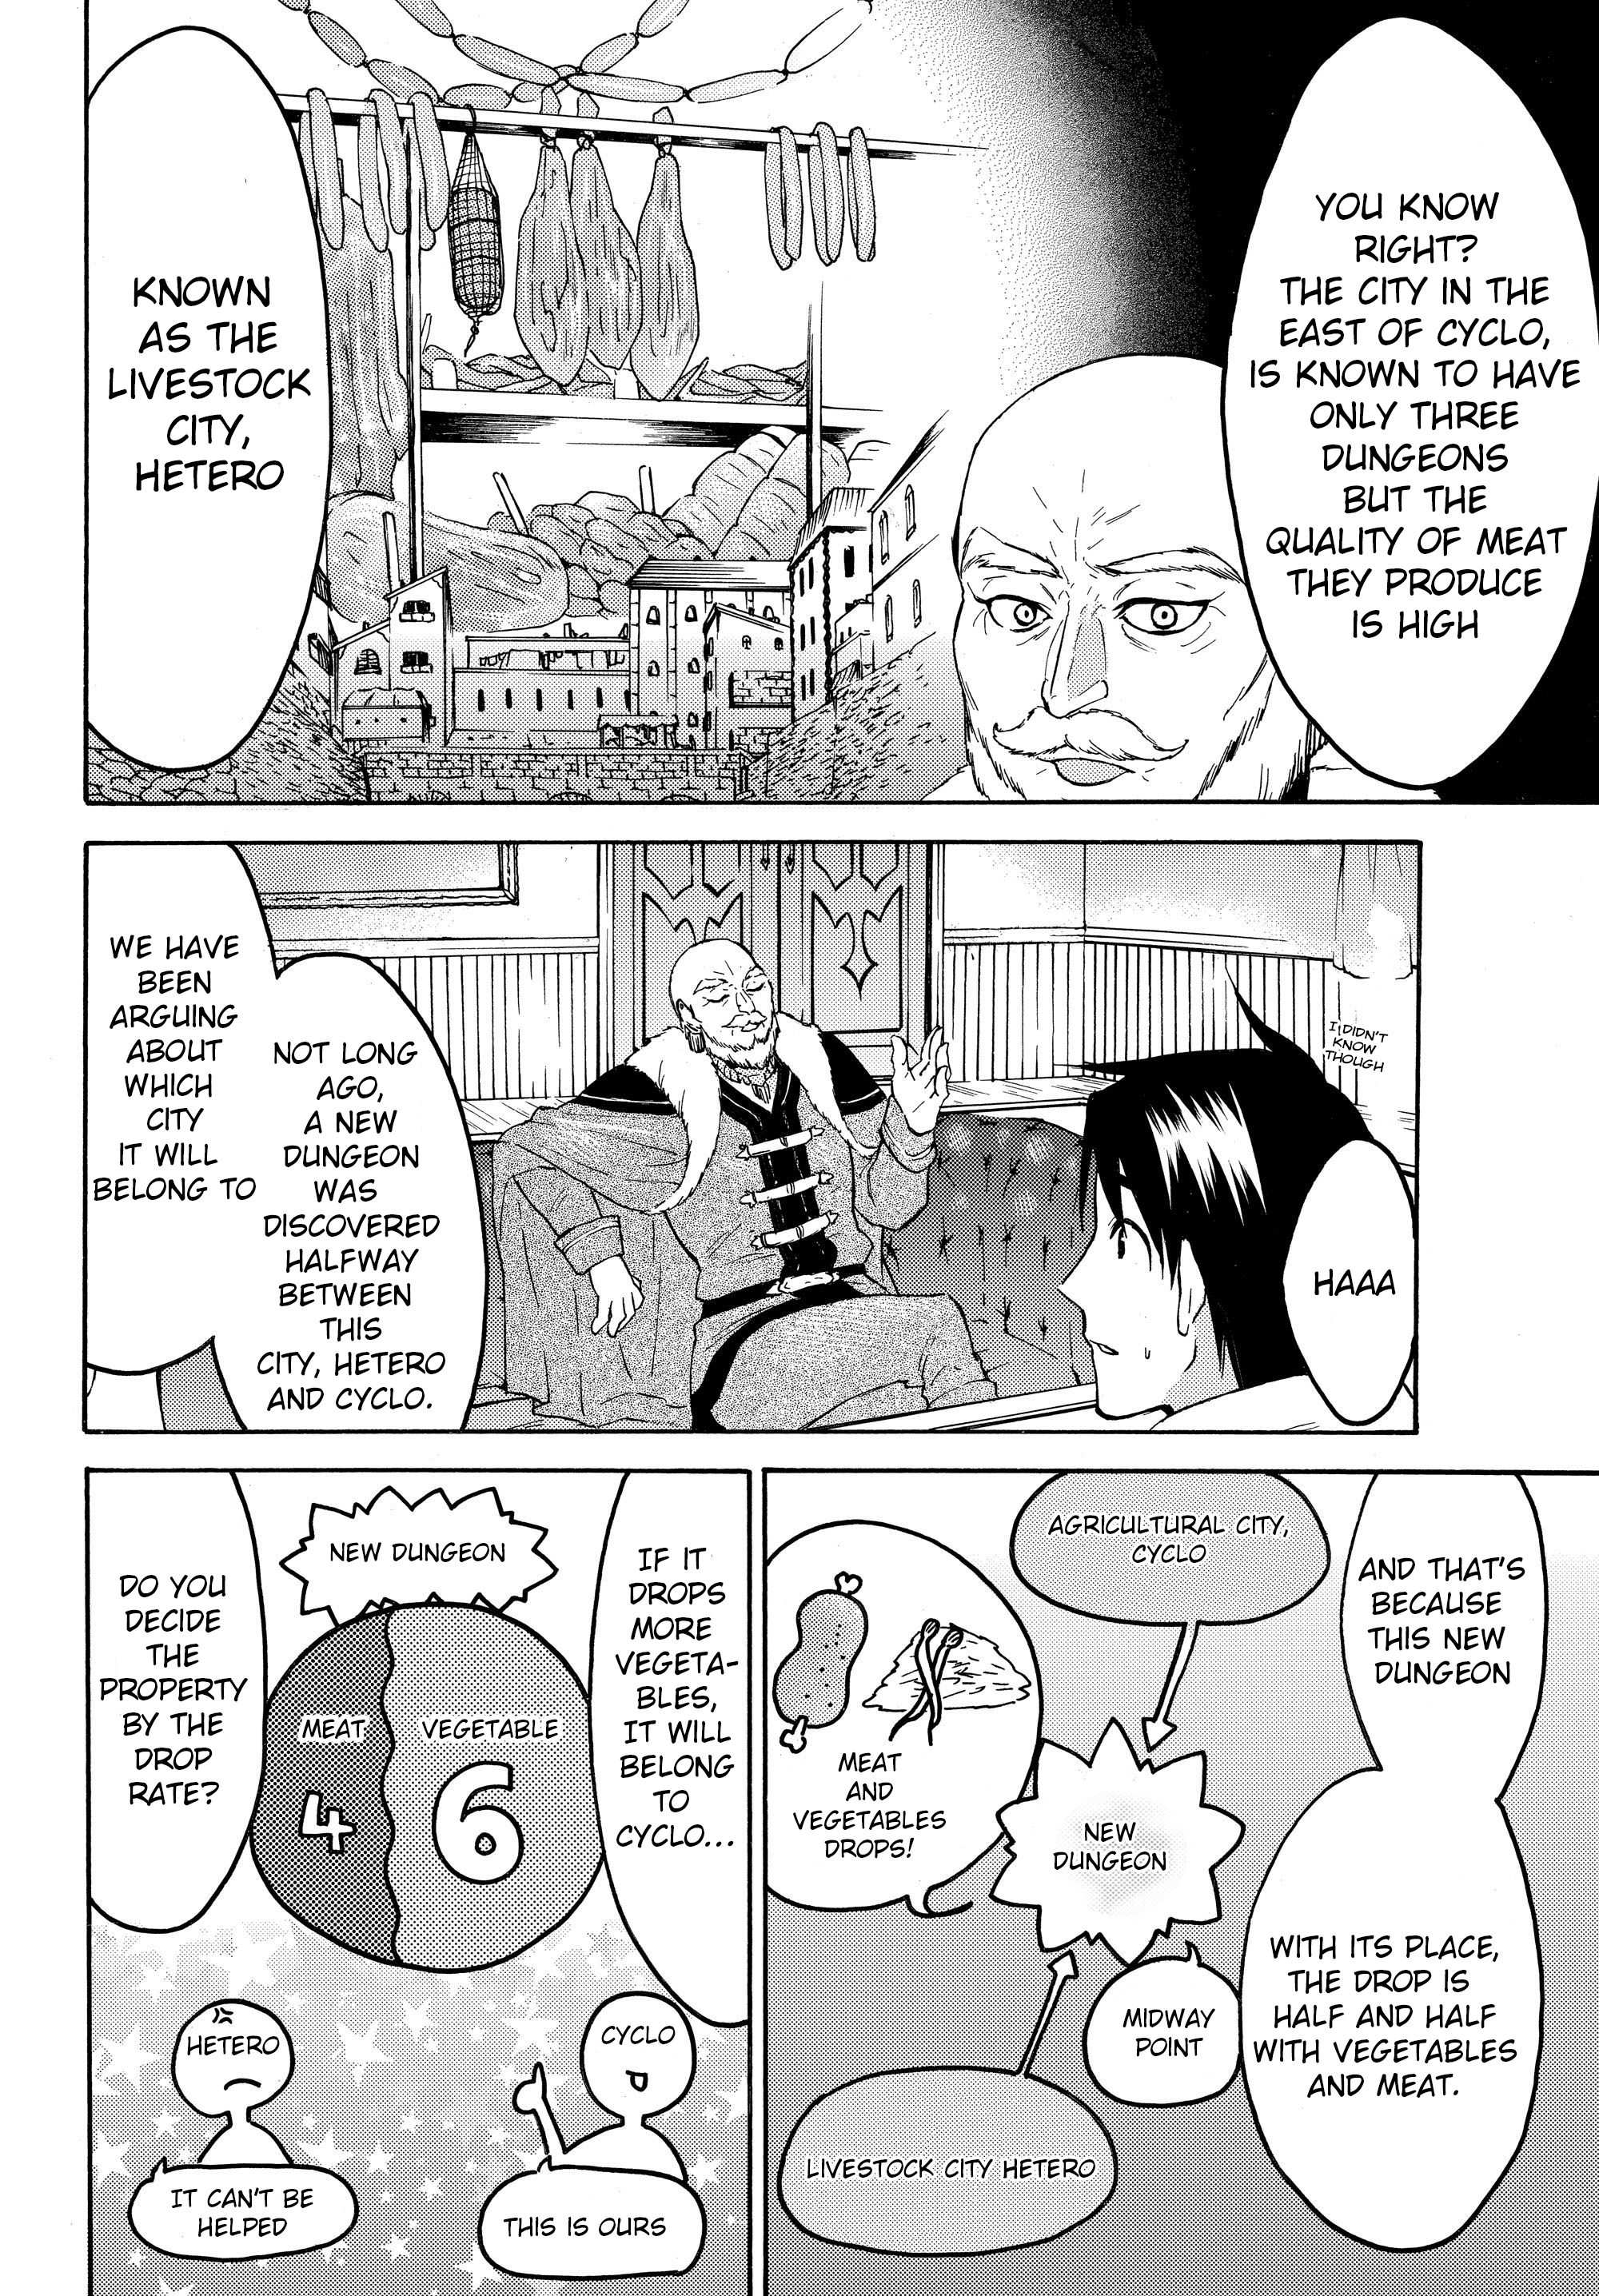 YOU KNOW
RIGHT?
THE CITY IN THE
EAST OF CYCLO,
IS KNOWN TO HAVE
ONLY THREE
DUNGEONS
BUT THE
QUALITY OF MEAT
THEY PRODUCE
IS HIGH
KNOWN
AS THE
LIVESTOCK
CITY,
HETERO
I DIDN'T
KNOW
THOUGH
HAAA
NOT LONG
AGO,
A NEW
DUNGEON
WAS
DISCOVERED
HALFWAY
BETWEEN
THIS
CITY, HETERO
AND CYCLO.
WE HAVE
BEEN
ARGUING
ABOUT
WHICH
CITY
IT WILL
BELONG TO
AND THAT'S
BECAUSE
THIS NEW
DUNGEON
WITH ITS PLACE,
THE DROP IS
HALF AND HALF
WITH VEGETABLES
AND MEAT.
AGRICULTURAL CITY,
CYCLO
MEAT
AND
VEGETABLES
DROPS!
NEW
DUNGEON
MIDWAY
POINT
LIVESTOCK CITY HETERO
IF IT
DROPS
MORE
VEGETA-
BLES,
IT WILL
BELONG
TO
CYCLO...
NEW DUNGEON
MEAT VEGETABLE
4 6
DO YOU
DECIDE
THE
PROPERTY
BY THE
DROP
RATE?
CYCLO
THIS IS OURS
HETERO
IT CAN'T BE
HELPED